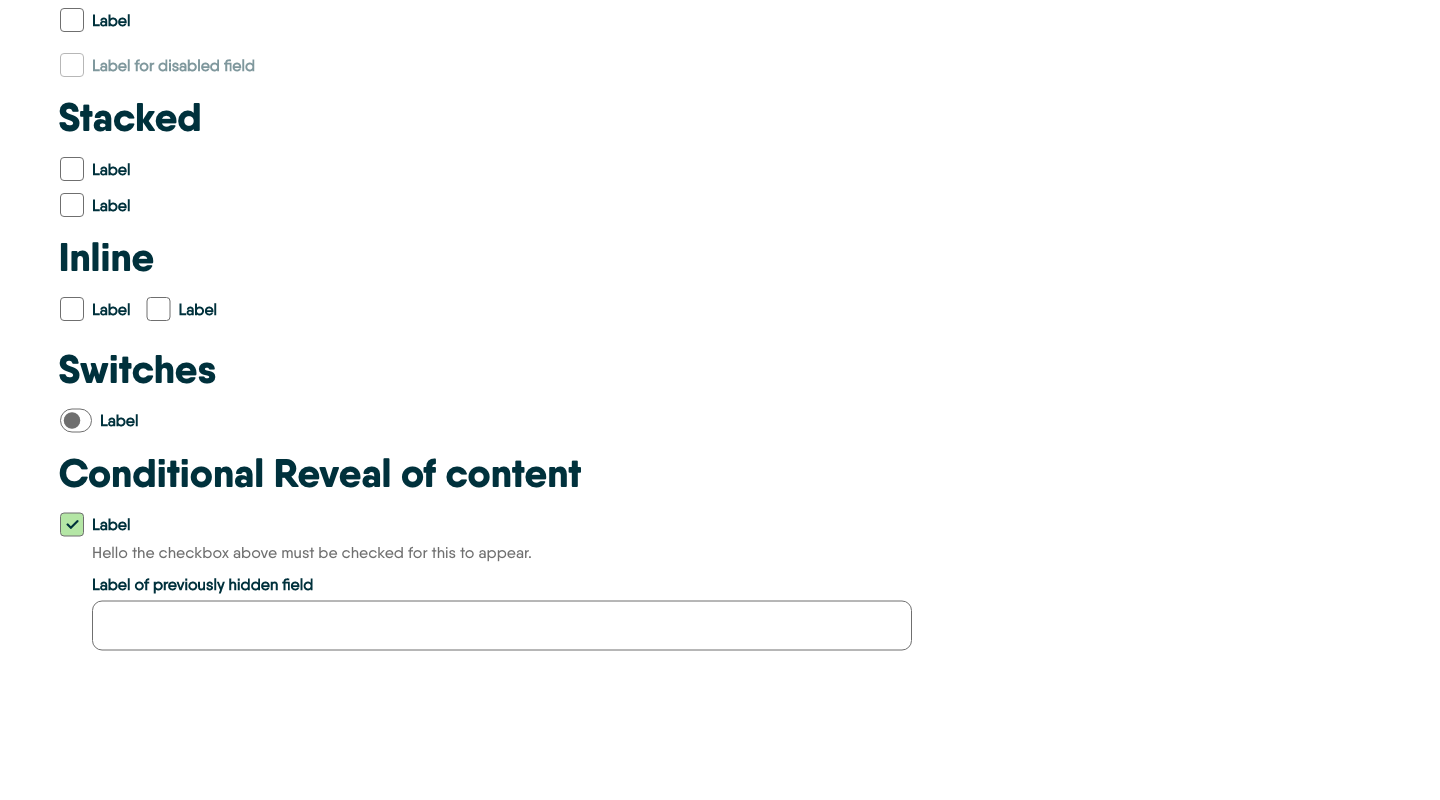 Label
Label for disabled field
Stacked
Label
Label
Inline
Label Label
Switches
Label
Conditional Reveal of content
Label
Hello the checkbox above must be checked for this to appear.
Label of previously hidden field